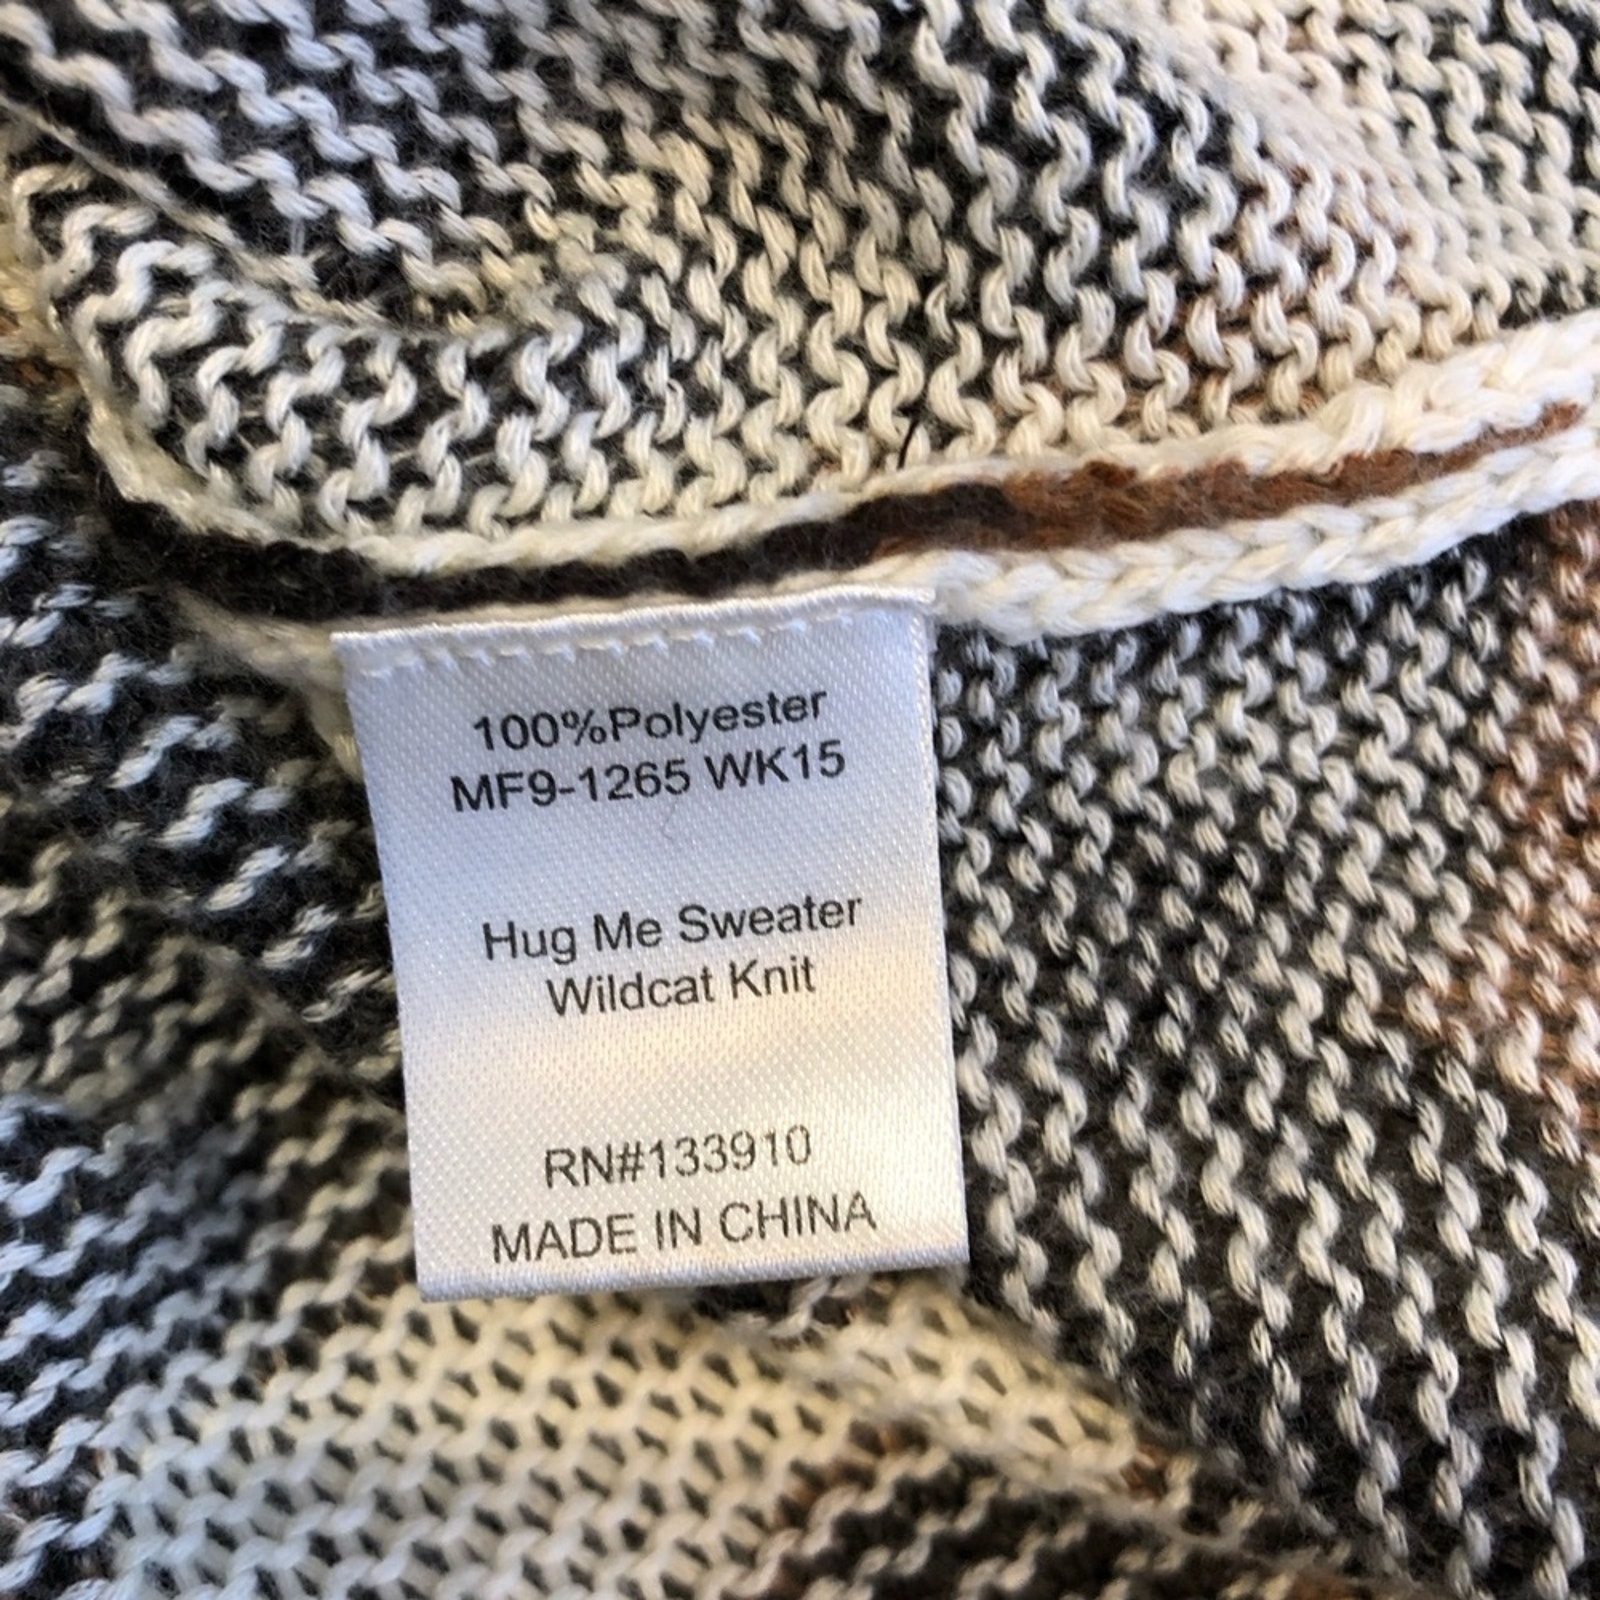 100%Polyester
MF9-1265 WK15
Hug Me Sweater
Wildcat Knit
RN#133910
MADE IN CHINA